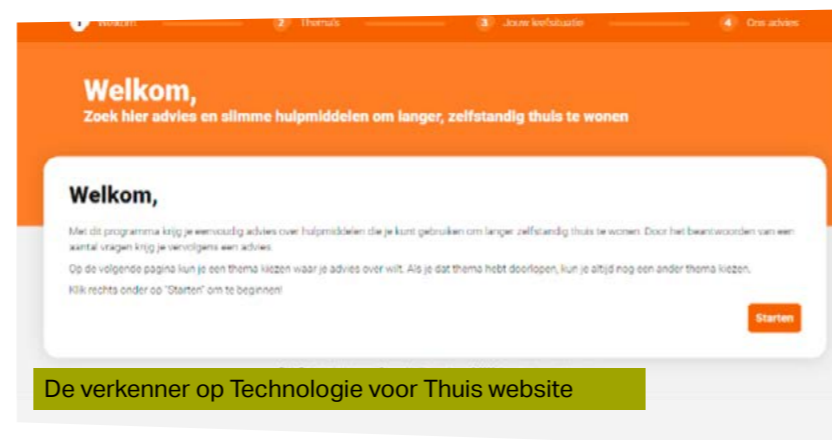 1 Welkom 2 Thema's 3 Jouw leefsituatie 4 Ons advies
Welkom,
Zoek hier advies en slimme hulpmiddelen om langer, zelfstandig thuis te wonen
Welkom,
Met dit programma krijg je eenvoudig advies over hulpmiddelen die je kunt gebruiken om langer zelfstandig thuis te wonen. Door het beantwoorden van een
aantal vragen krijg je vervolgens een advies.
Op de volgende pagina kun je een thema kiezen waar je advies over wilt. Als je dat thema hebt doorlopen, kun je altijd nog een ander thema kiezen.
Klik rechts onder op "Starten" om te beginnen!
Starten
De verkenner op Technologie voor Thuis website